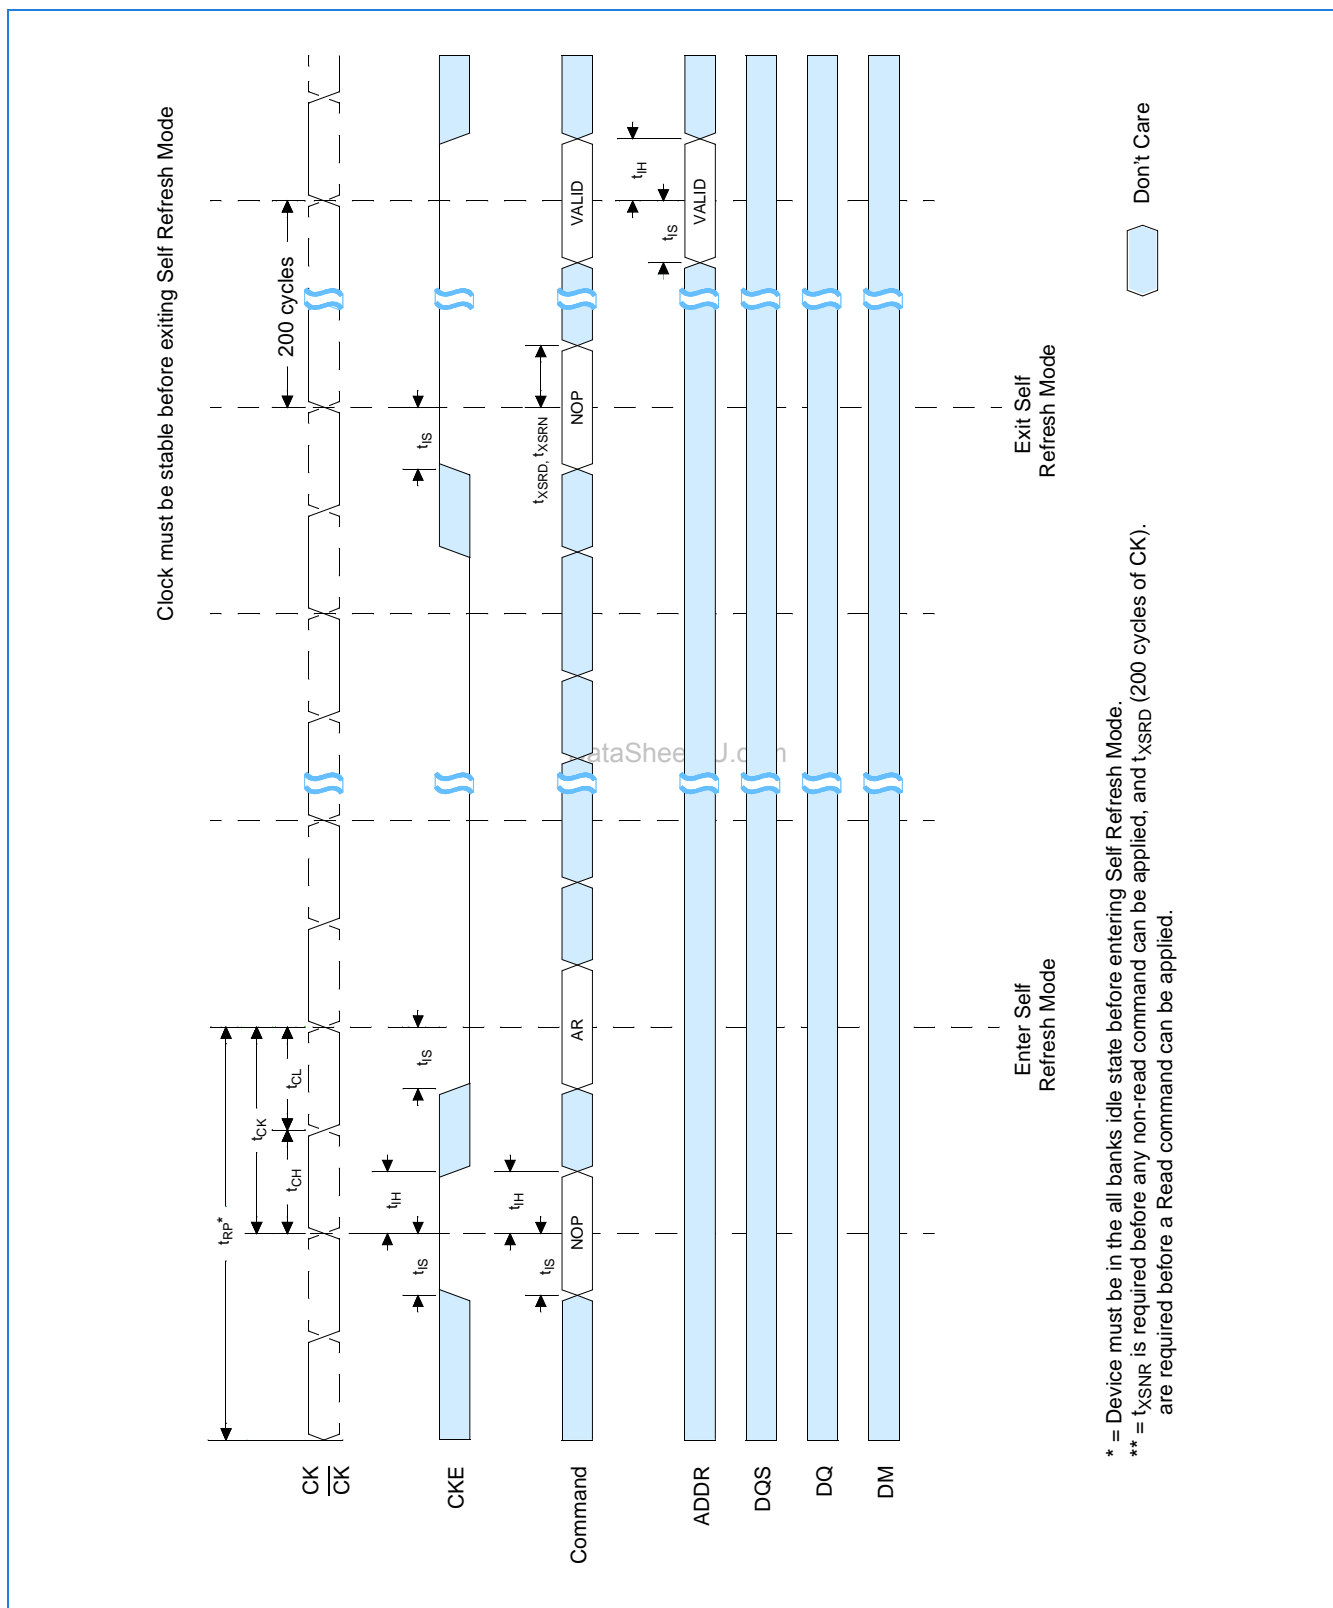 Clock must be stable before exiting Self Refresh Mode
tRP*
tCK
tCH
tCL
200 cycles
CK
CK
tIH
tIS
tIS
tIS
CKE
tIS
tIH
tXSRD, tXSRN
NOP
AR
NOP
VALID
Command
tIS
tIH
VALID
ADDR
DQS
DQ
DM
Enter Self
Refresh Mode
Exit Self
Refresh Mode
Don't Care
* = Device must be in the all banks idle state before entering Self Refresh Mode.
** = tXSNR is required before any non-read command can be applied, and tXSRD (200 cycles of CK).
are required before a Read command can be applied.